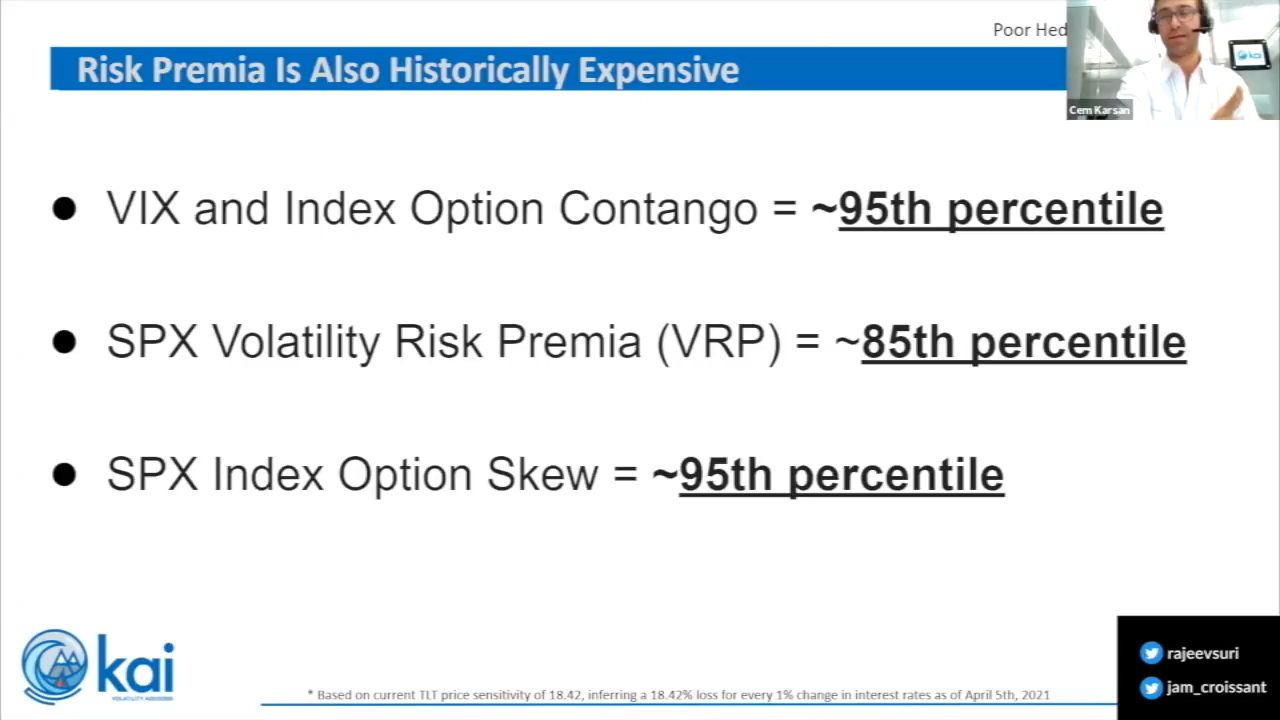 Poor Hed
Risk Premia Is Also Historically Expensive
Cem Karsan
kai
● VIX and Index Option Contango = ~95th percentile
● SPX Volatility Risk Premia (VRP) = ~85th percentile
● SPX Index Option Skew = ~95th percentile
kai
VOLATILITY ADVISORS
* Based on current TLT price sensitivity of 18.42, inferring a 18.42% loss for every 1% change in interest rates as of April 5th, 2021
rajeevsuri
jam_croissant